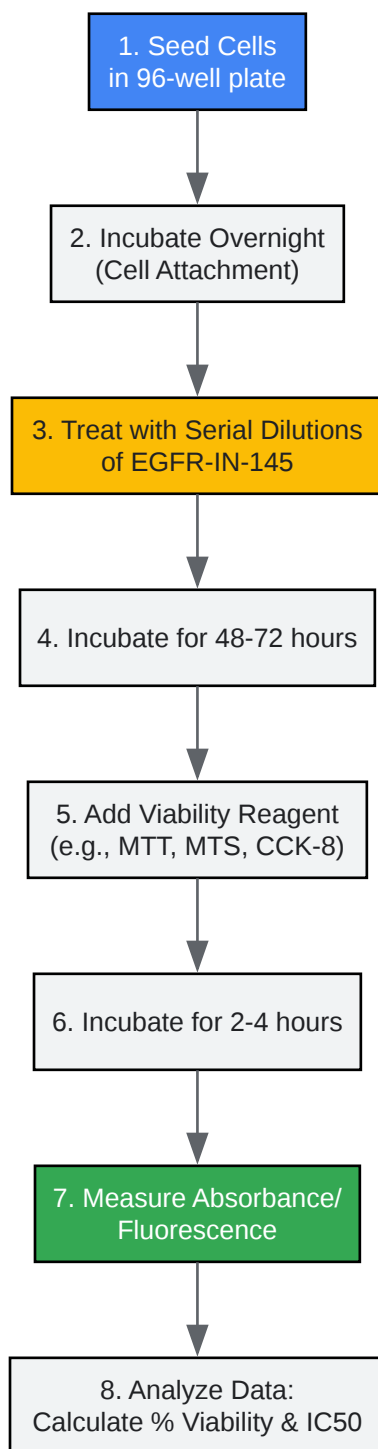 1. Seed Cells
in 96-well plate
2. Incubate Overnight
(Cell Attachment)
3. Treat with Serial Dilutions
of EGFR-IN-145
4. Incubate for 48-72 hours
5. Add Viability Reagent
(e.g., MTT, MTS, CCK-8)
6. Incubate for 2-4 hours
7. Measure Absorbance/
Fluorescence
8. Analyze Data:
Calculate % Viability & IC50